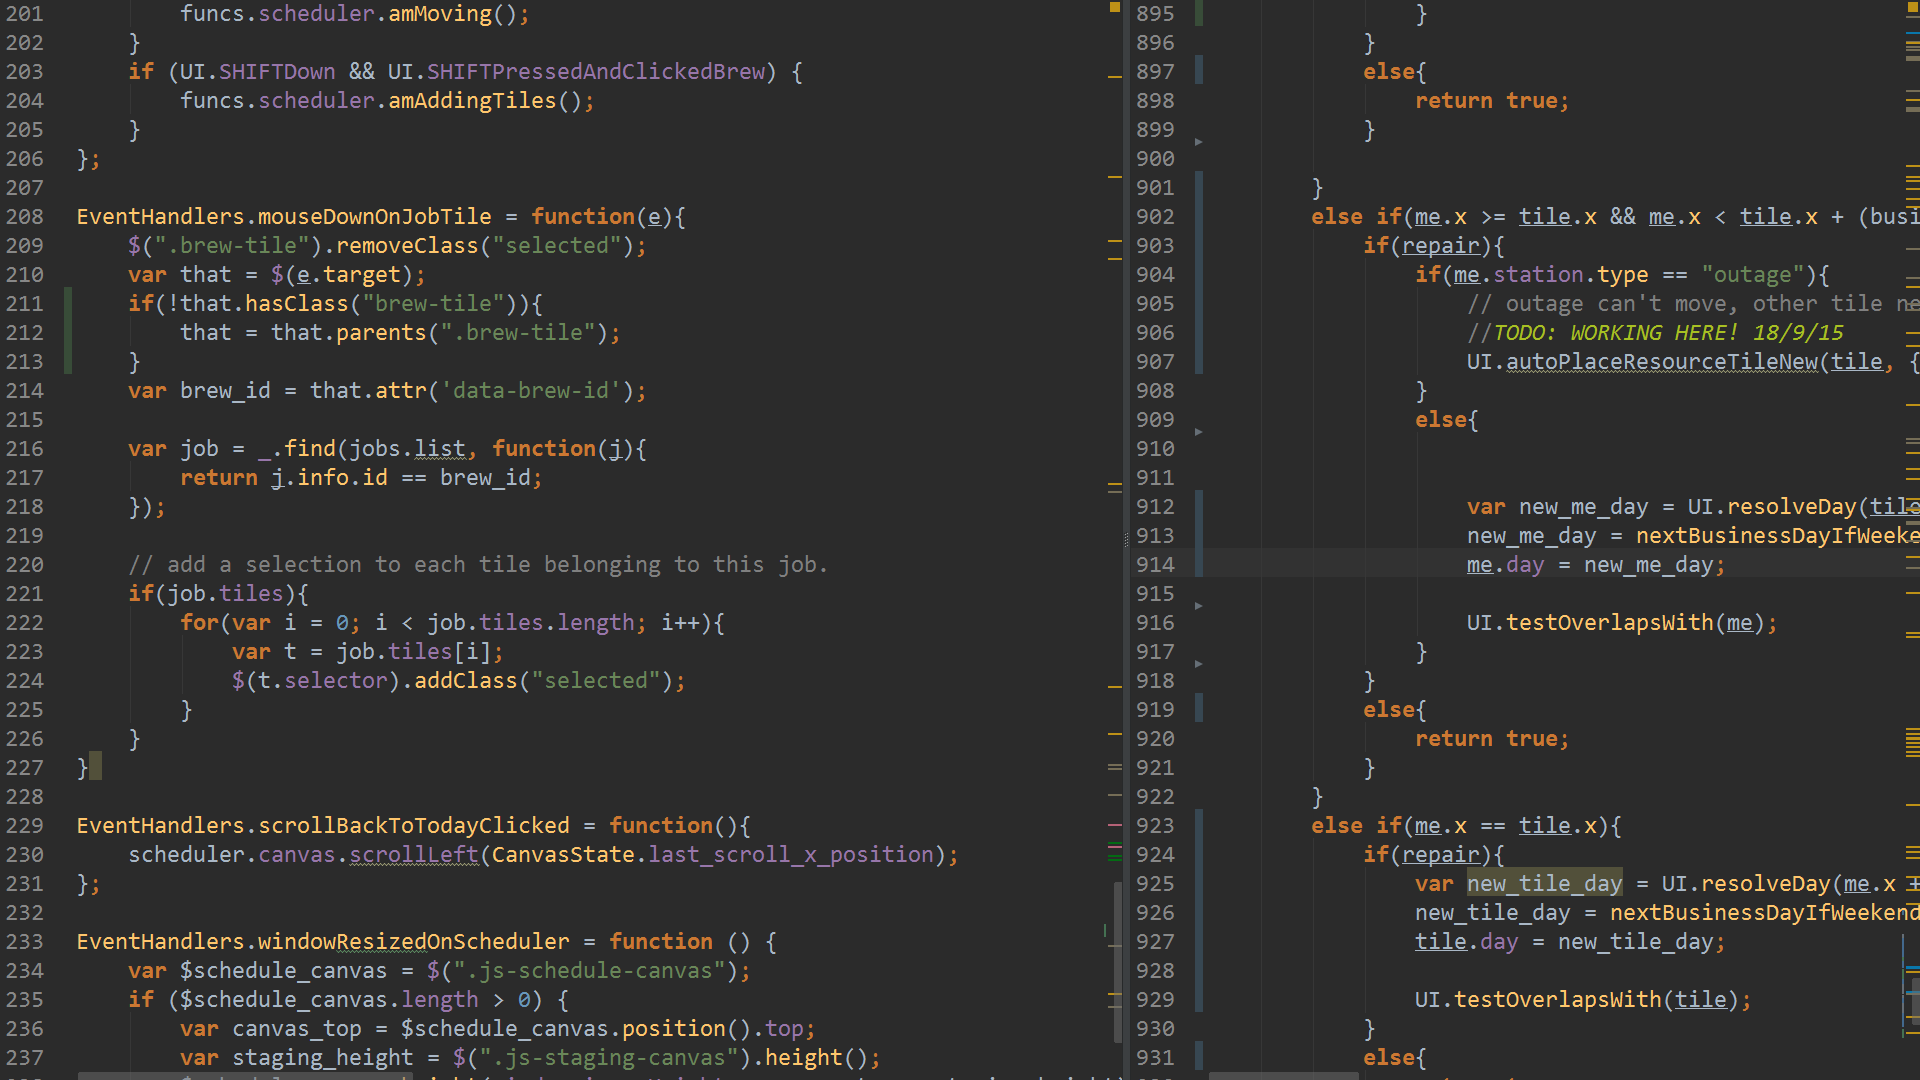 201         funcs.scheduler.amMoving();
202     }
203     if (UI.SHIFTDown && UI.SHIFTPressedAndClickedBrew) {
204         funcs.scheduler.amAddingTiles();
205     }
206 };
207
208 EventHandlers.mouseDownOnJobTile = function(e){
209     $(".brew-tile").removeClass("selected");
210     var that = $(e.target);
211     if(!that.hasClass("brew-tile")){
212         that = that.parents(".brew-tile");
213     }
214     var brew_id = that.attr('data-brew-id');
215
216     var job = _.find(jobs.list, function(j){
217         return j.info.id == brew_id;
218     });
219
220     // add a selection to each tile belonging to this job.
221     if(job.tiles){
222         for(var i = 0; i < job.tiles.length; i++){
223             var t = job.tiles[i];
224             $(t.selector).addClass("selected");
225         }
226     }
227 }
228
229 EventHandlers.scrollBackToTodayClicked = function(){
230     scheduler.canvas.scrollLeft(CanvasState.last_scroll_x_position);
231 };
232
233 EventHandlers.windowResizedOnScheduler = function () {
234     var $schedule_canvas = $(".js-schedule-canvas");
235     if ($schedule_canvas.length > 0) {
236         var canvas_top = $schedule_canvas.position().top;
237         var staging_height = $(".js-staging-canvas").height();
895                 }
896             }
897             else{
898                 return true;
899             }
900
901         }
902         else if(me.x >= tile.x && me.x < tile.x + (busi
903             if(repair){
904                 if(me.station.type == "outage"){
905                     // outage can't move, other tile ne
906                     //TODO: WORKING HERE! 18/9/15
907                     UI.autoPlaceResourceTileNew(tile, {
908                 }
909                 else{
910
911
912                     var new_me_day = UI.resolveDay(tile
913                     new_me_day = nextBusinessDayIfWeeke
914                     me.day = new_me_day;
915
916                     UI.testOverlapsWith(me);
917                 }
918             }
919             else{
920                 return true;
921             }
922         }
923         else if(me.x == tile.x){
924             if(repair){
925                 var new_tile_day = UI.resolveDay(me.x +
926                 new_tile_day = nextBusinessDayIfWeekend
927                 tile.day = new_tile_day;
928
929                 UI.testOverlapsWith(tile);
930             }
931             else{